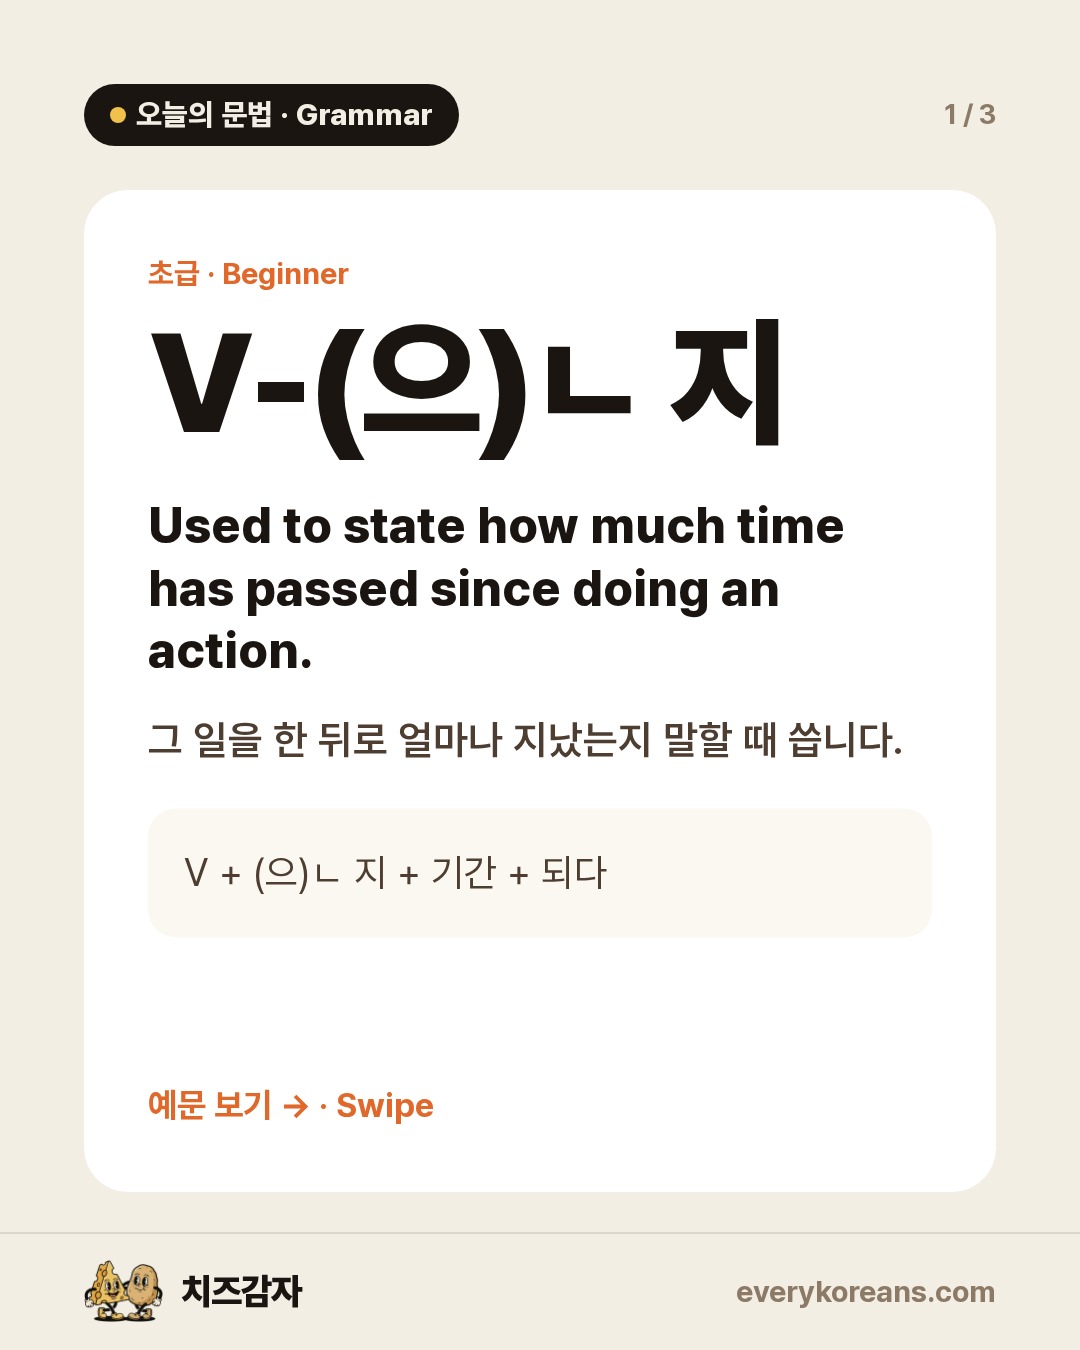 오늘의 문법 · Grammar
1 / 3
초급 · Beginner
V-(으)ㄴ 지
Used to state how much time
has passed since doing an
action.
그 일을 한 뒤로 얼마나 지났는지 말할 때 씁니다.
V + (으)ㄴ 지 + 기간 + 되다
예문 보기 → · Swipe
치즈감자
everykoreans.com